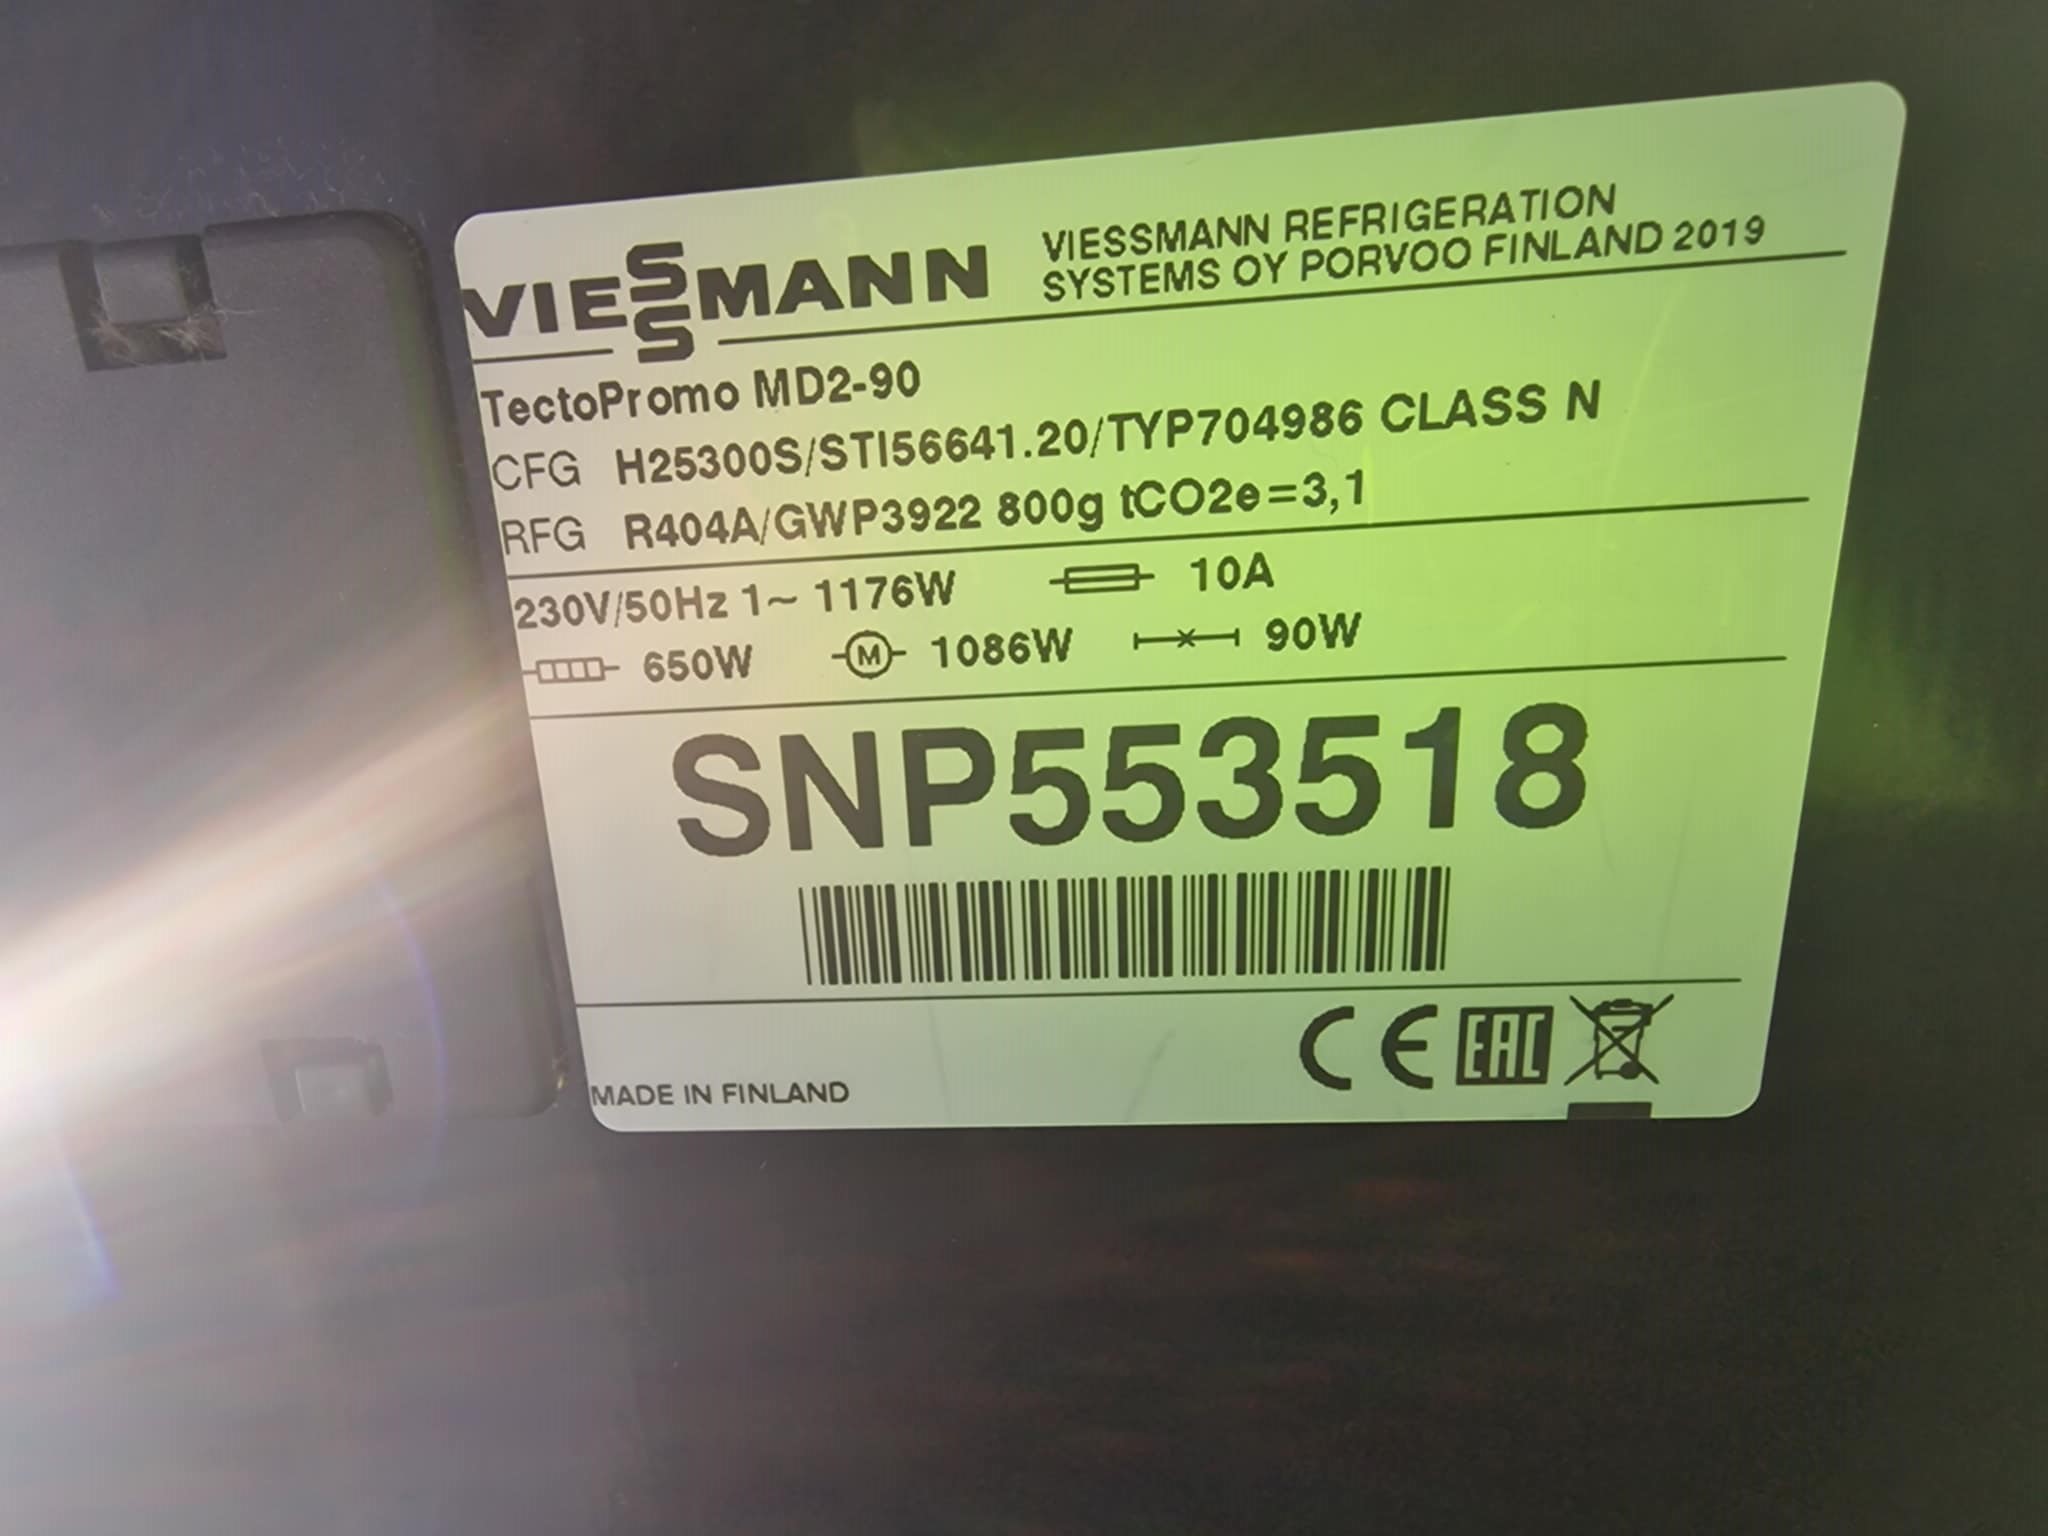 VIESSMANN
VIESSMANN REFRIGERATION
SYSTEMS OY PORVOO FINLAND 2019
TectoPromo MD2-90
CFG H25300S/STI56641.20/TYP704986 CLASS N
RFG R404A/GWP3922 800g tCO2e=3,1
230V/50Hz 1~ 1176W 10A
650W M 1086W 90W
SNP553518
CE EAC
MADE IN FINLAND